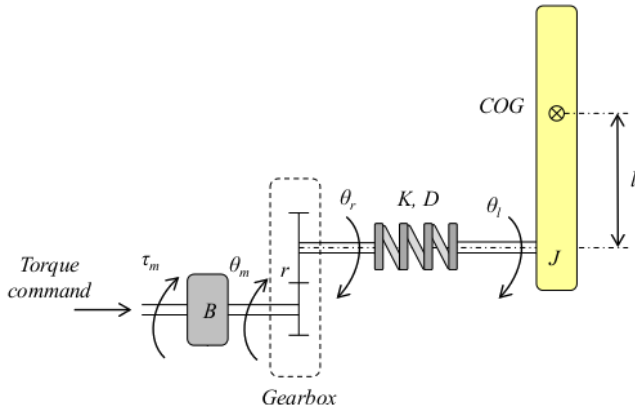 COG
l
θr
K, D
θl
τm
θm
r
J
Torque
command
B
Gearbox